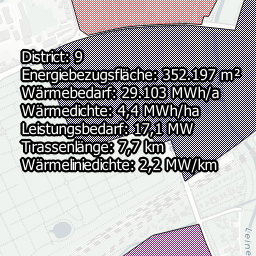 District: 9
Energiebezugsfläche: 352.197 m²
Wärmebedarf: 29.103 MWh/a
Wärmedichte: 4,4 MWh/ha
Leistungsbedarf: 17,1 MW
Trassenlänge: 7,7 km
Wärmeliniedichte: 2,2 MW/km
Leine